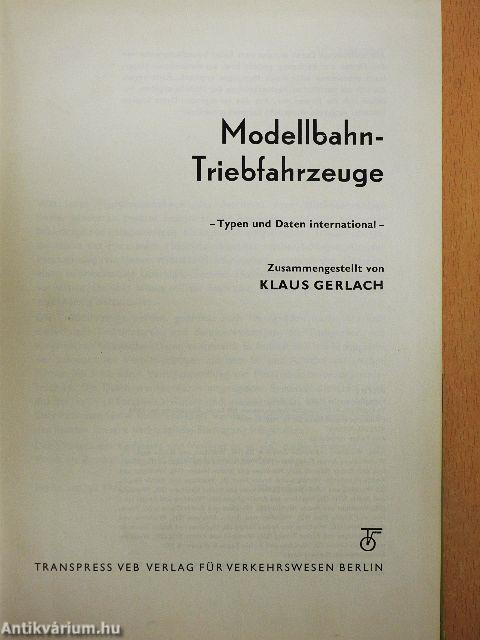 Modellbahn-
Triebfahrzeuge
– Typen und Daten international –
Zusammengestellt von
KLAUS GERLACH
TRANSPRESS VEB VERLAG FÜR VERKEHRSWESEN BERLIN
Antikvárium.hu